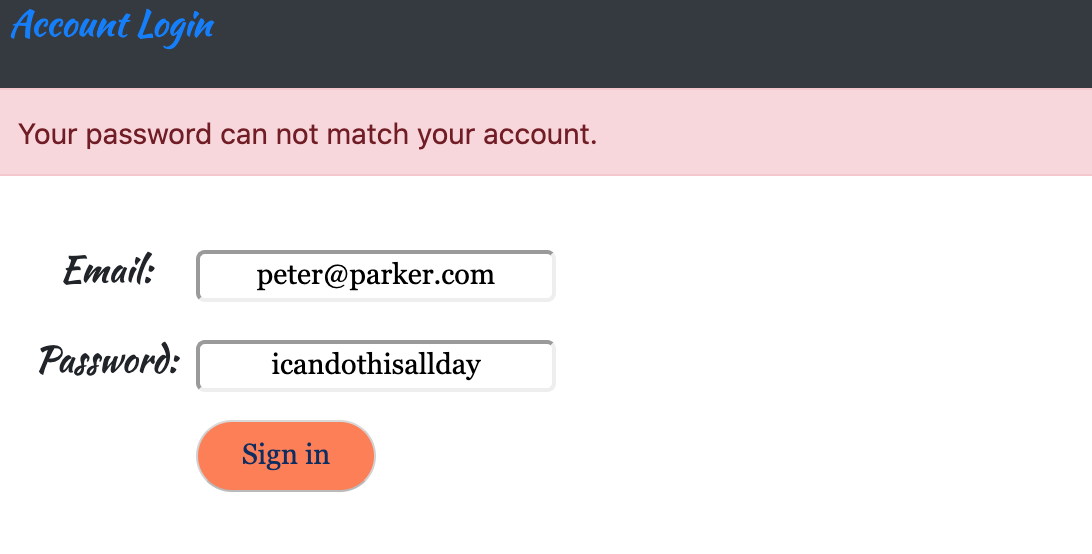 Account Login
Your password can not match your account.
Email:
peter@parker.com
Password:
icandothisallday
Sign in